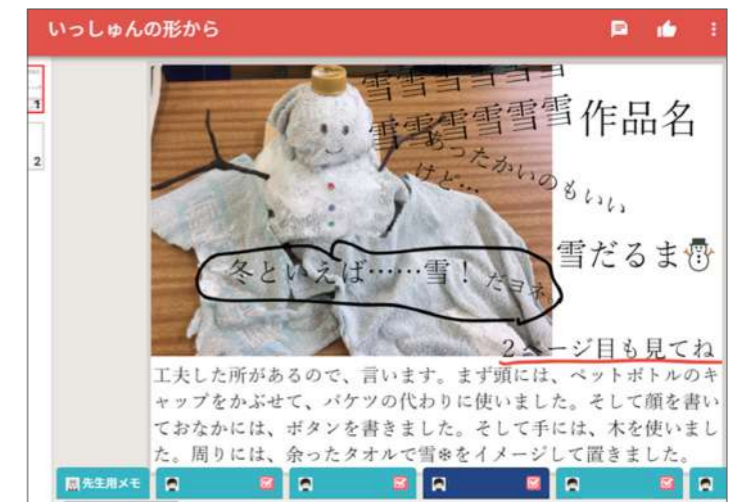 いっしゅんの形から
1
2
雪雪雪雪雪雪
雪雪雪雪雪雪
作品名
あったかいのもいい
けど…
雪だるま☃
冬といえば……雪！だヨネ
2ページ目も見てね
工夫した所があるので、言います。まず頭には、ペットボトルのキ
ャップをかぶせて、バケツの代わりに使いました。そして顔を書い
ておなかには、ボタンを書きました。そして手には、木を使いまし
た。周りには、余ったタオルで雪❄をイメージして置きました。
先生用メモ